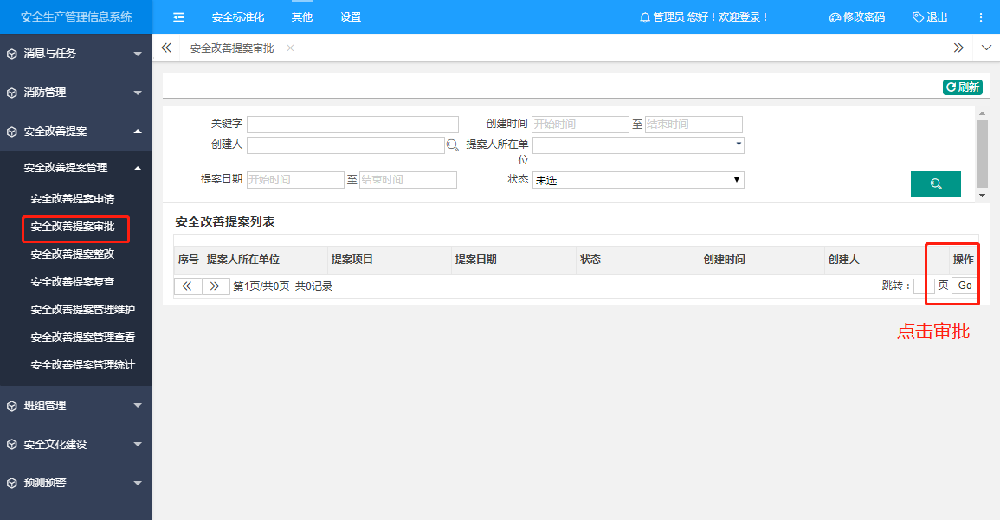 安全生产管理信息系统
安全标准化 其他 设置 管理员 您好！欢迎登录！ 修改密码 退出
消息与任务
消防管理
安全改善提案
安全改善提案管理
安全改善提案申请
安全改善提案审批
安全改善提案整改
安全改善提案复查
安全改善提案管理维护
安全改善提案管理查看
安全改善提案管理统计
班组管理
安全文化建设
预测预警
安全改善提案审批
刷新
关键字 创建时间 开始时间 至 结束时间
创建人 提案人所在单
位
提案日期 开始时间 至 结束时间 状态 未选
安全改善提案列表
序号 提案人所在单位 提案项目 提案日期 状态 创建时间 创建人 操作
第1页/共0页 共0记录 跳转： 页 Go
点击审批